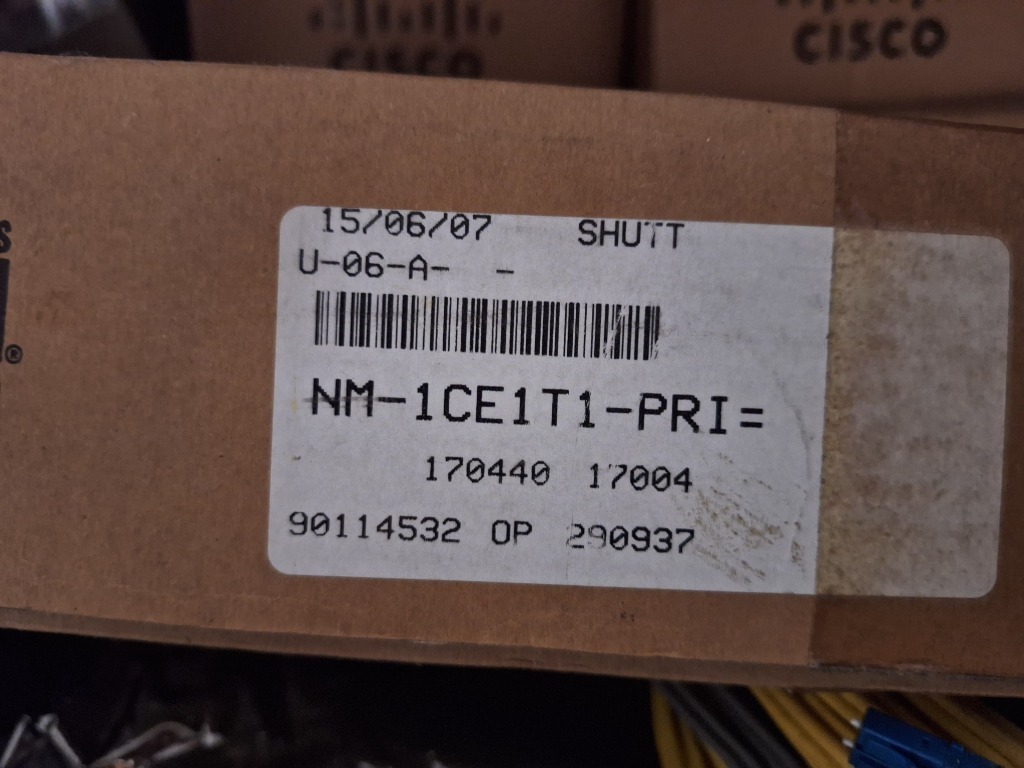 CISCO
CISCO
S
®
15/06/07 SHUTT
U-06-A- -
NM-1CE1T1-PRI=
170440 17004
90114532 OP 290937